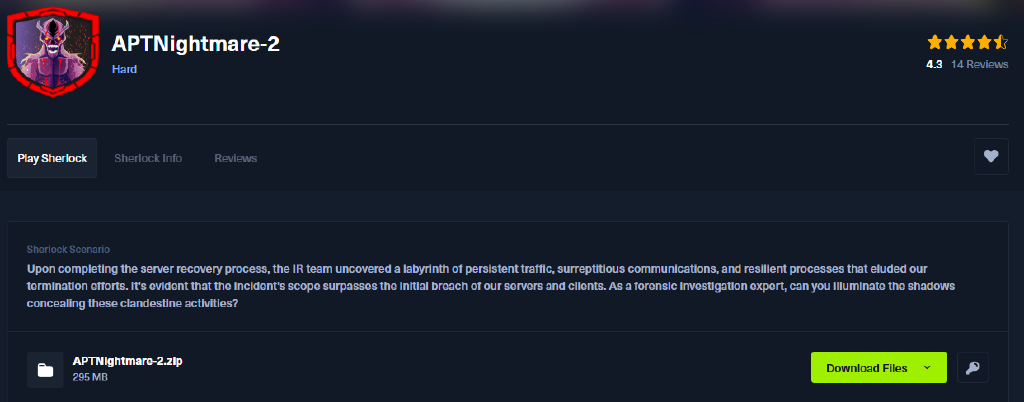 APTNightmare-2
Hard
4.3 14 Reviews
Play Sherlock Sherlock Info Reviews
Sherlock Scenario
Upon completing the server recovery process, the IR team uncovered a labyrinth of persistent traffic, surreptitious communications, and resilient processes that eluded our
termination efforts. It's evident that the incident's scope surpasses the initial breach of our servers and clients. As a forensic investigation expert, can you illuminate the shadows
concealing these clandestine activities?
APTNightmare-2.zip
295 MB
Download Files